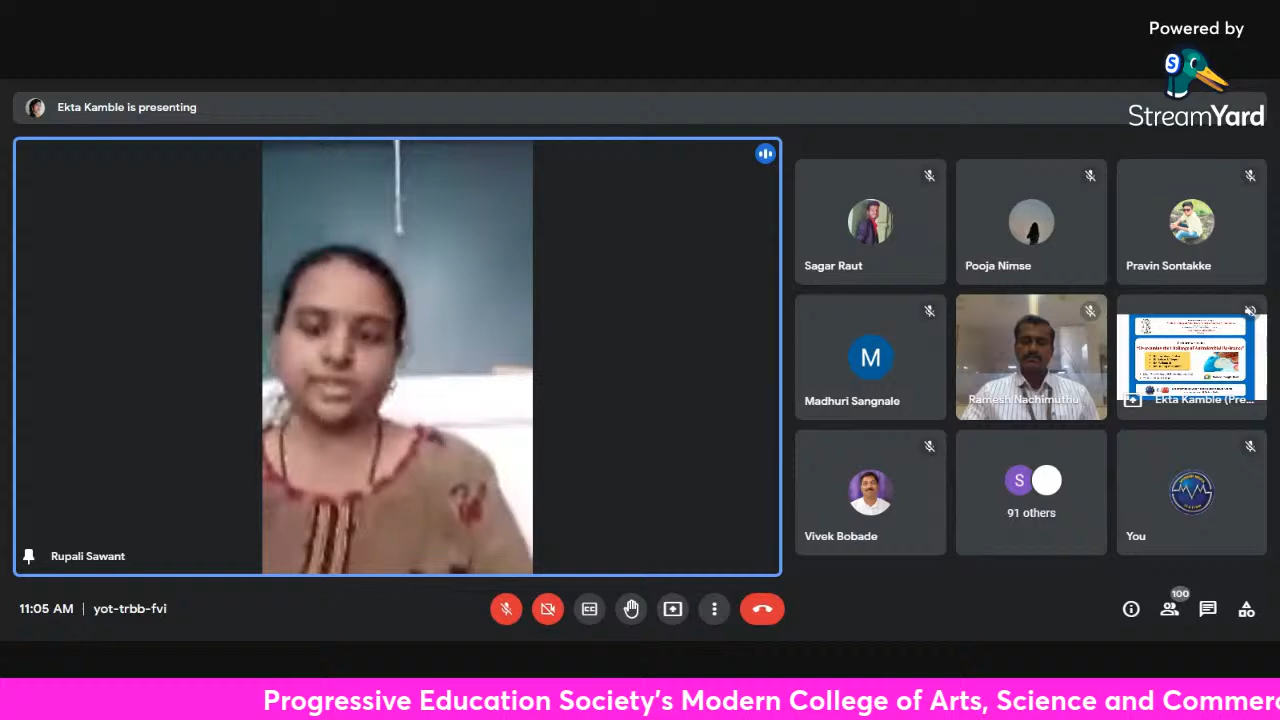 Powered by
StreamYard
Ekta Kamble is presenting
Sagar Raut
Pooja Nimse
Pravin Sontakke
M
Madhuri Sangnale
Ramesh Nachimuthu
Ekta Kamble (Pre...
Rupali Sawant
Vivek Bobade
S
91 others
You
11:05 AM | yot-trbb-fvi
CC
100
Progressive Education Society's Modern College of Arts, Science and Commer